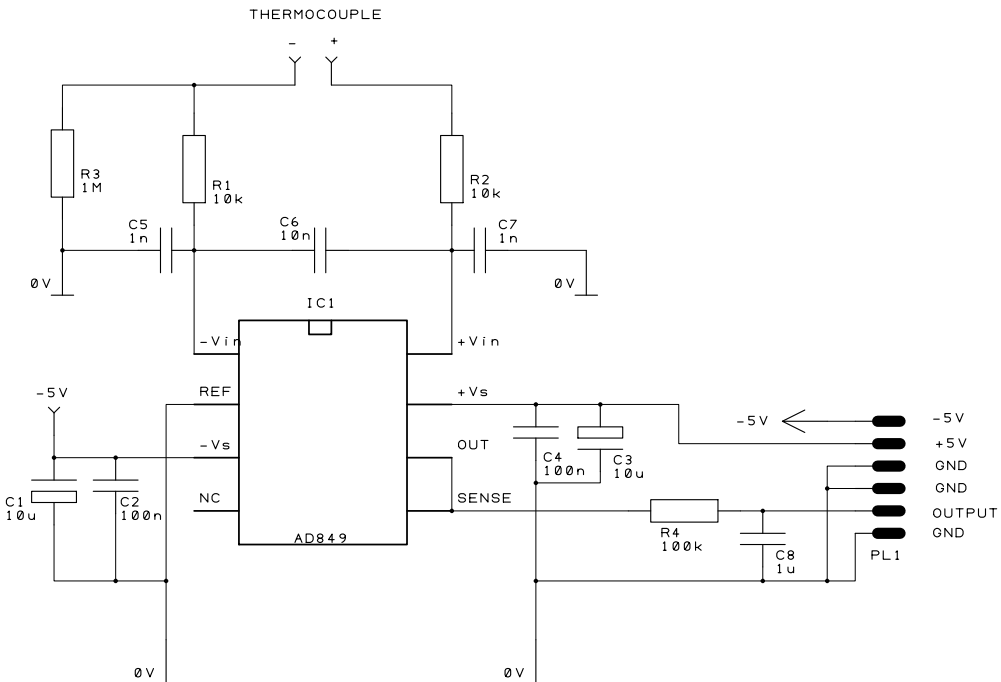 THERMOCOUPLE
- +
R3
1M
R1
10k
R2
10k
C5
1n
C6
10n
C7
1n
0V
0V
IC1
-Vin
+Vin
REF
+Vs
-5V
-Vs
OUT
NC
SENSE
C1
10u
C2
100n
C4
100n
C3
10u
AD849
R4
100k
C8
1u
-5V
-5V
+5V
GND
GND
OUTPUT
GND
PL1
0V
0V